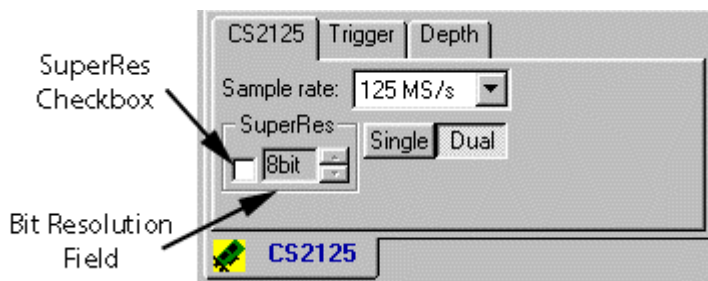 CS2125 Trigger Depth
SuperRes
Checkbox
Sample rate: 125 MS/s
SuperRes
Single Dual
8bit
Bit Resolution
Field
CS2125